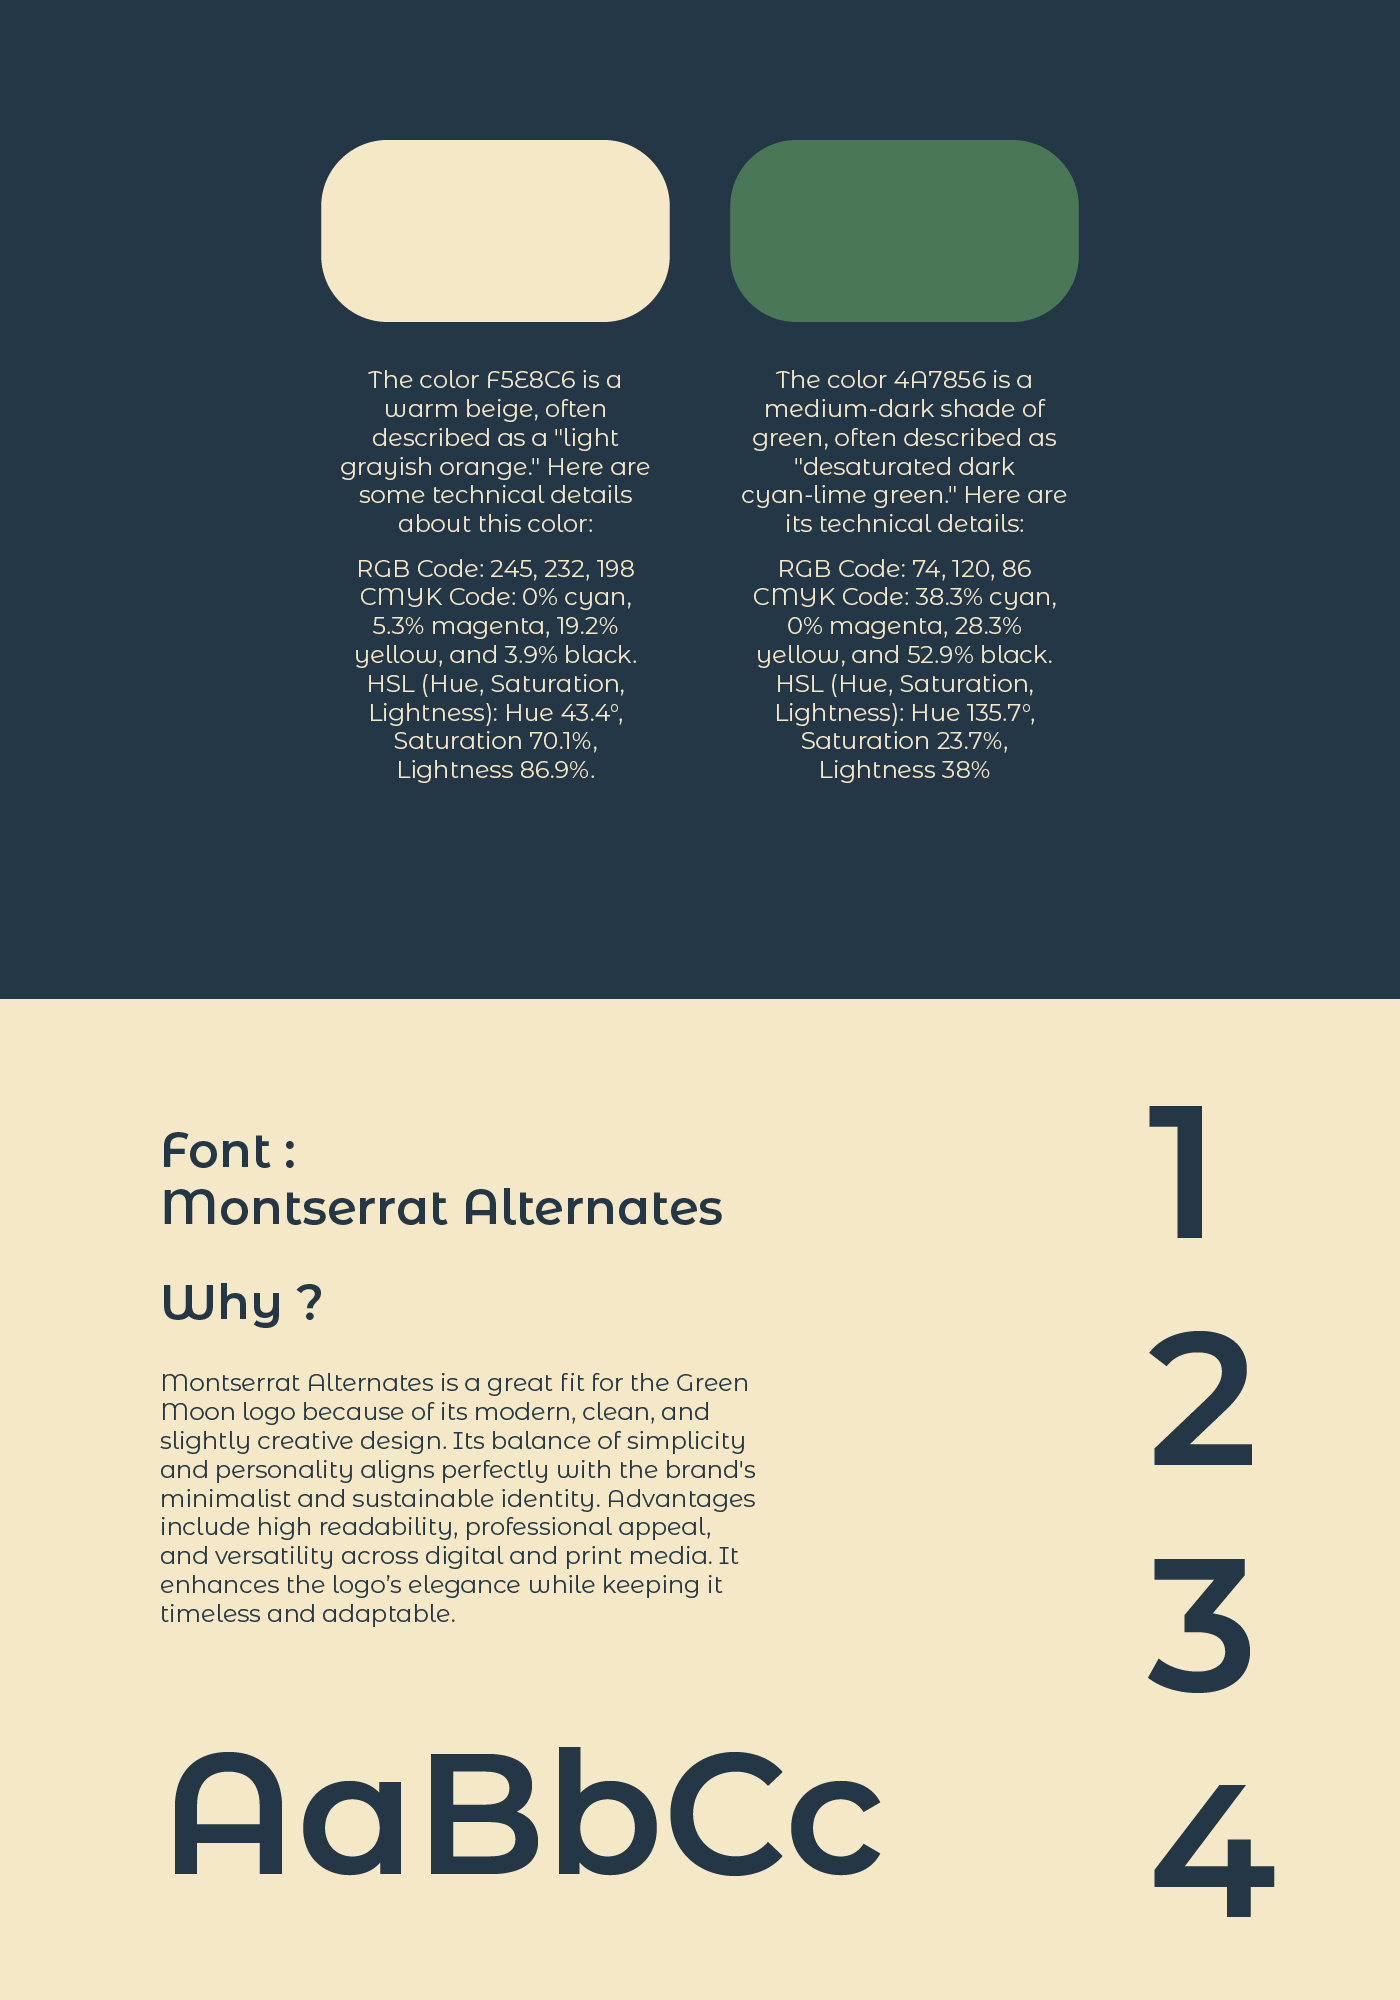 The color F5E8C6 is a
warm beige, often
described as a "light
grayish orange." Here are
some technical details
about this color:
RGB Code: 245, 232, 198
CMYK Code: 0% cyan,
5.3% magenta, 19.2%
yellow, and 3.9% black.
HSL (Hue, Saturation,
Lightness): Hue 43.4°,
Saturation 70.1%,
Lightness 86.9%.
The color 4A7856 is a
medium-dark shade of
green, often described as
"desaturated dark
cyan-lime green." Here are
its technical details:
RGB Code: 74, 120, 86
CMYK Code: 38.3% cyan,
0% magenta, 28.3%
yellow, and 52.9% black.
HSL (Hue, Saturation,
Lightness): Hue 135.7°,
Saturation 23.7%,
Lightness 38%
Font :
Montserrat Alternates
Why ?
Montserrat Alternates is a great fit for the Green
Moon logo because of its modern, clean, and
slightly creative design. Its balance of simplicity
and personality aligns perfectly with the brand's
minimalist and sustainable identity. Advantages
include high readability, professional appeal,
and versatility across digital and print media. It
enhances the logo’s elegance while keeping it
timeless and adaptable.
AaBbCc
1
2
3
4